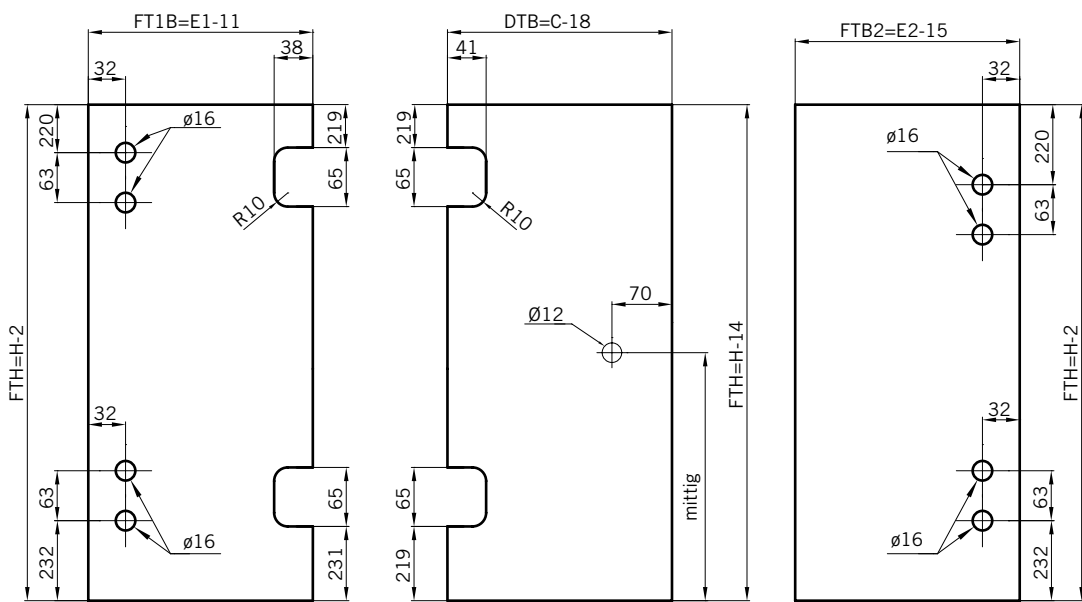 FT1B=E1-11
38
32
220
ø16
219
63
65
R10
FTH=H-2
32
63
65
ø16
232
231
DTB=C-18
41
219
65
R10
70
Ø12
FTH=H-14
mittig
65
219
FTB2=E2-15
32
ø16
220
63
FTH=H-2
32
63
ø16
232